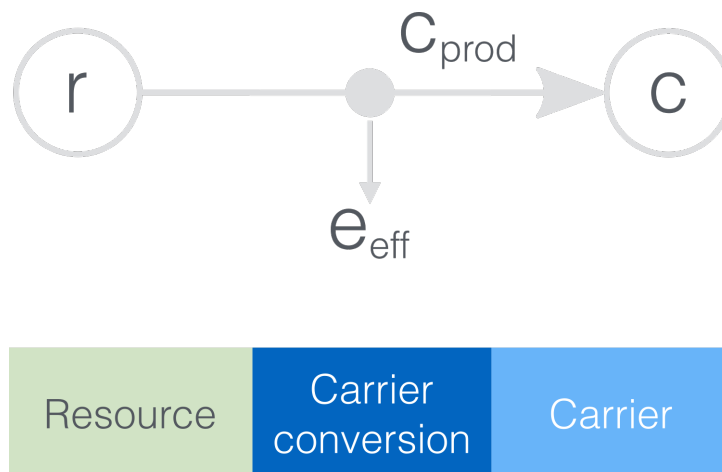 C_prod
r
c
e_eff
Resource
Carrier
conversion
Carrier